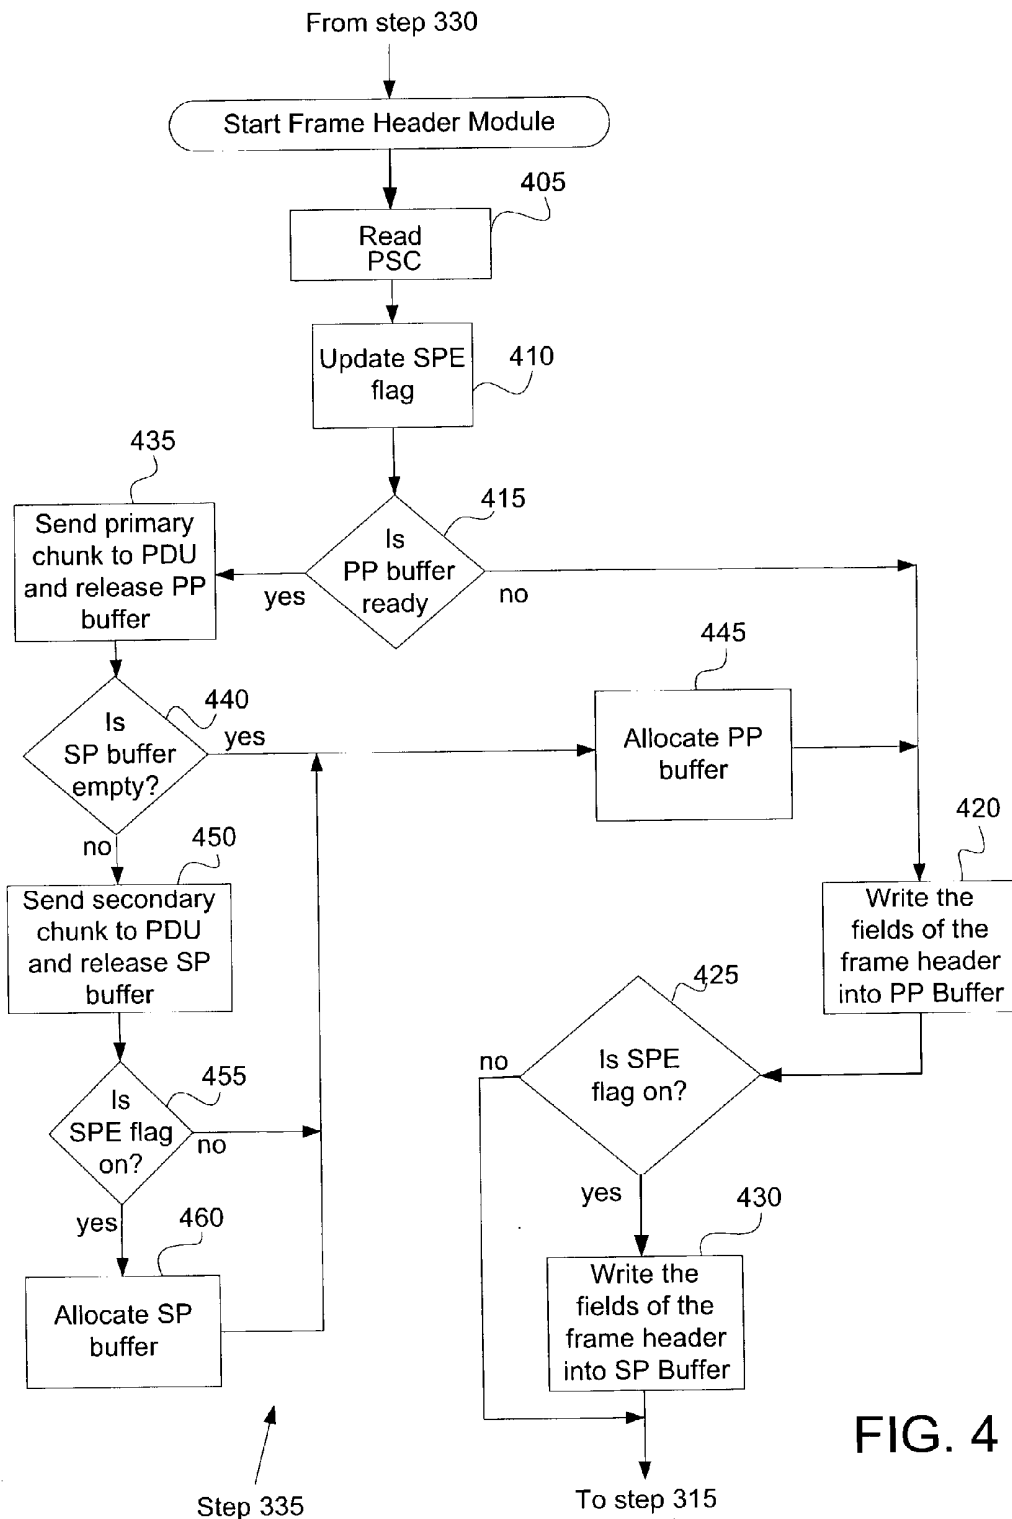 From step 330
Start Frame Header Module
405
Read
PSC
Update SPE
flag
410
435
Send primary
chunk to PDU
and release PP
buffer
415
Is
PP buffer
ready
yes
no
445
Allocate PP
buffer
440
Is
SP buffer
empty?
yes
no
420
Write the
fields of the
frame header
into PP Buffer
450
Send secondary
chunk to PDU
and release SP
buffer
425
Is SPE
flag on?
no
yes
455
Is
SPE flag
on?
no
yes
460
Allocate SP
buffer
430
Write the
fields of the
frame header
into SP Buffer
FIG. 4
Step 335
To step 315